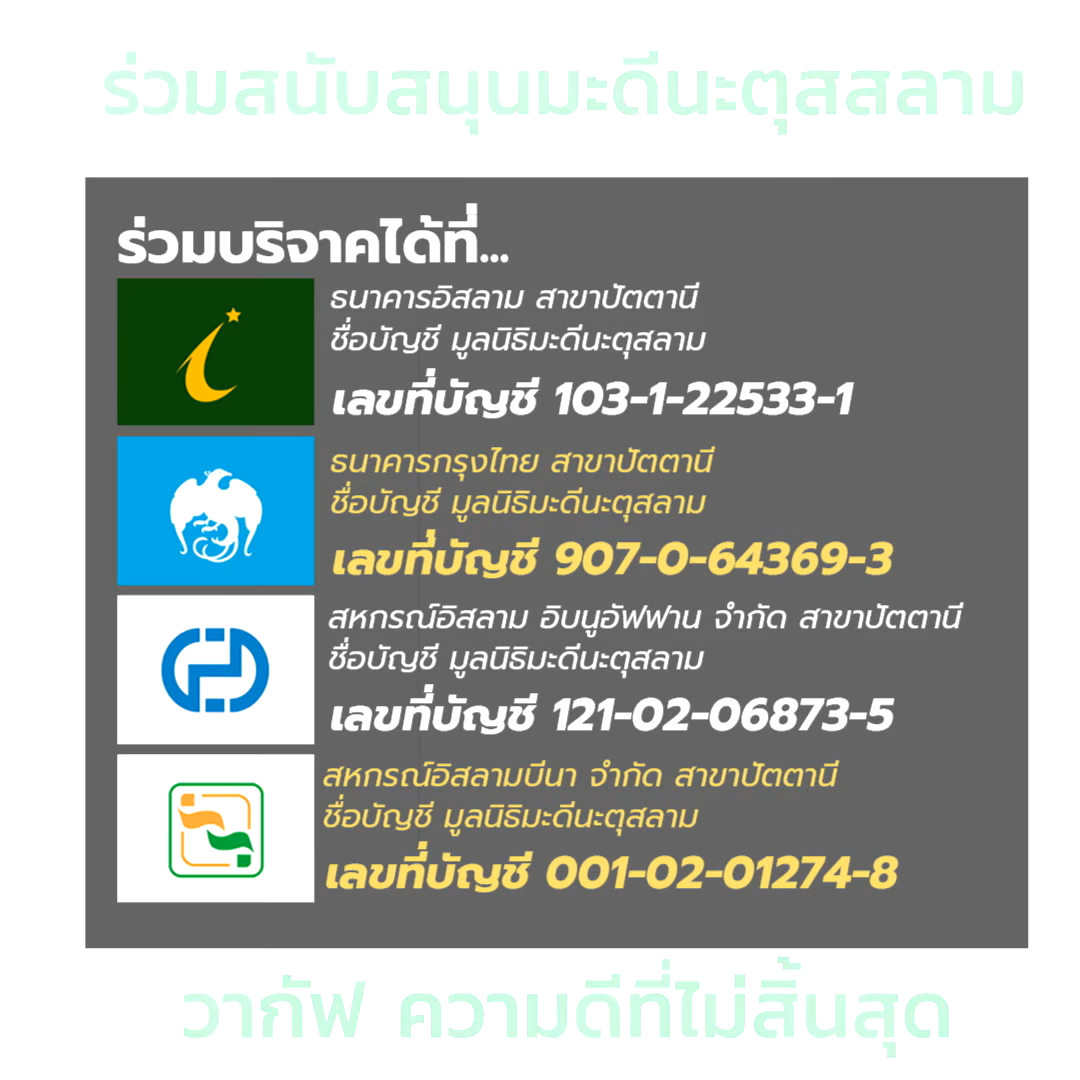 ร่วมสนับสนุนมะดีนะตุสสลาม
ร่วมบริจาคได้ที่...
ธนาคารอิสลาม สาขาปัตตานี
ชื่อบัญชี มูลนิธิมะดีนะตุสลาม
เลขที่บัญชี 103-1-22533-1
ธนาคารกรุงไทย สาขาปัตตานี
ชื่อบัญชี มูลนิธิมะดีนะตุสลาม
เลขที่บัญชี 907-0-64369-3
สหกรณ์อิสลาม อิบนูอัฟฟาน จำกัด สาขาปัตตานี
ชื่อบัญชี มูลนิธิมะดีนะตุสลาม
เลขที่บัญชี 121-02-06873-5
สหกรณ์อิสลามบีนา จำกัด สาขาปัตตานี
ชื่อบัญชี มูลนิธิมะดีนะตุสลาม
เลขที่บัญชี 001-02-01274-8
วากัฟ ความดีที่ไม่สิ้นสุด